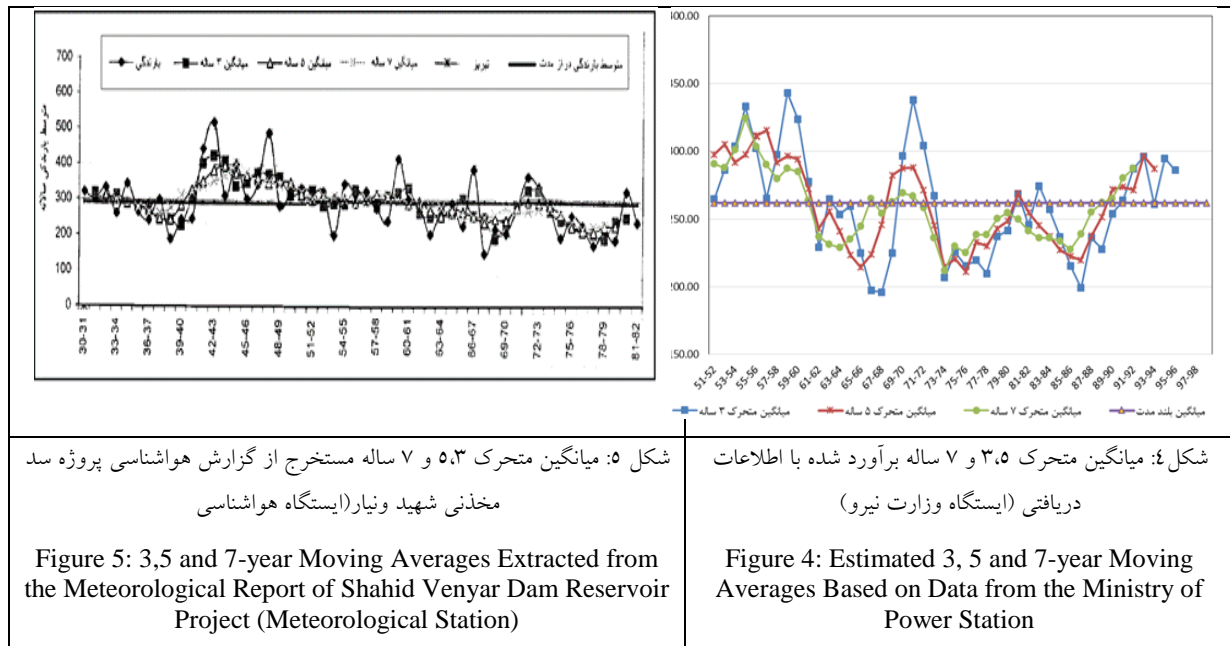 700
600
500
400
300
200
100
0
متوسط بارندگی سالانه
بارندگی
میانگین ۳ ساله
میانگین ۵ ساله
میانگین ۷ ساله
تبریز
متوسط بارندگی دراز مدت
30-31
33-34
36-37
39-40
42-43
45-46
48-49
51-52
54-55
57-58
60-61
63-64
66-67
69-70
72-73
75-76
78-79
81-82
400.00
350.00
300.00
250.00
200.00
150.00
51-52
53-54
55-56
57-58
59-60
61-62
63-64
65-66
67-68
69-70
71-72
73-74
75-76
77-78
79-80
81-82
83-84
85-86
87-88
89-90
91-92
93-94
95-96
97-98
میانگین متحرک ۳ ساله
میانگین متحرک ۵ ساله
میانگین متحرک ۷ ساله
میانگین بلند مدت
شکل ۵: میانگین متحرک ۵،۳ و ۷ ساله مستخرج از گزارش هواشناسی پروژه سد
مخذنی شهید ونیار(ایستگاه هواشناسی
Figure 5: 3,5 and 7-year Moving Averages Extracted from
the Meteorological Report of Shahid Venyar Dam Reservoir
Project (Meteorological Station)
شکل٤: میانگین متحرک ۳،۵ و ۷ ساله برآورد شده با اطلاعات
دریافتی (ایستگاه وزارت نیرو)
Figure 4: Estimated 3, 5 and 7-year Moving
Averages Based on Data from the Ministry of
Power Station